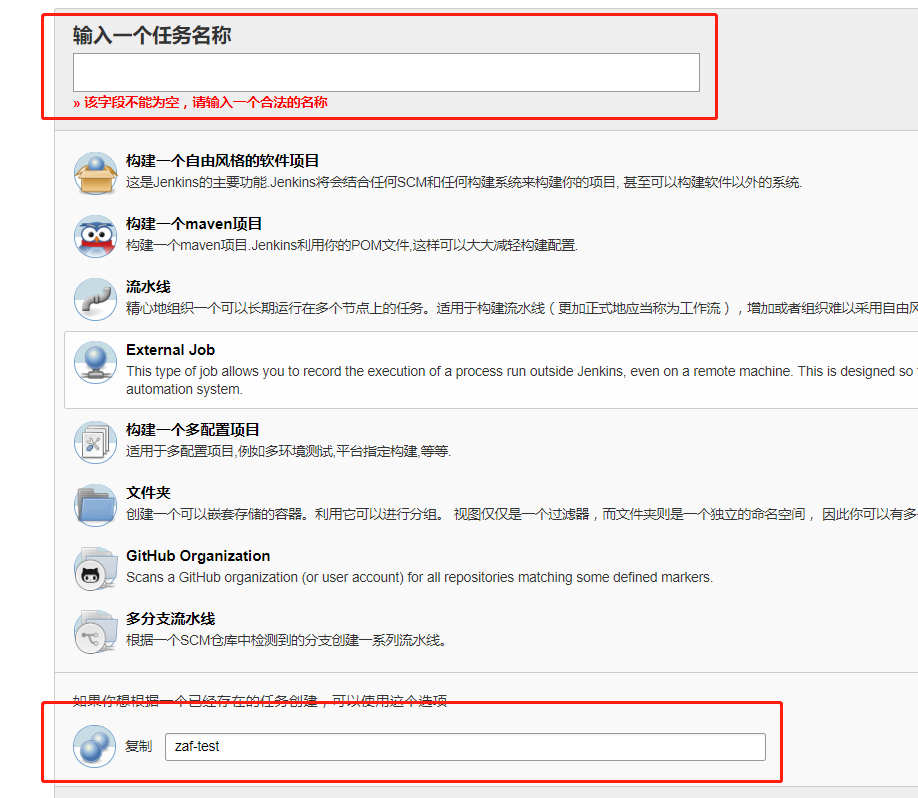 输入一个任务名称
» 该字段不能为空，请输入一个合法的名称
构建一个自由风格的软件项目
这是Jenkins的主要功能.Jenkins将会结合任何SCM和任何构建系统来构建你的项目, 甚至可以构建软件以外的系统.
构建一个maven项目
构建一个maven项目.Jenkins利用你的POM文件,这样可以大大减轻构建配置.
流水线
精心地组织一个可以长期运行在多个节点上的任务。适用于构建流水线（更加正式地应当称为工作流），增加或者组织难以采用自由风
External Job
This type of job allows you to record the execution of a process run outside Jenkins, even on a remote machine. This is designed so
automation system.
构建一个多配置项目
适用于多配置项目,例如多环境测试,平台指定构建,等等.
文件夹
创建一个可以嵌套存储的容器。利用它可以进行分组。 视图仅仅是一个过滤器，而文件夹则是一个独立的命名空间， 因此你可以有多
GitHub Organization
Scans a GitHub organization (or user account) for all repositories matching some defined markers.
多分支流水线
根据一个SCM仓库中检测到的分支创建一系列流水线。
如果你想根据一个已经存在的任务创建，可以使用这个选项
复制
zaf-test